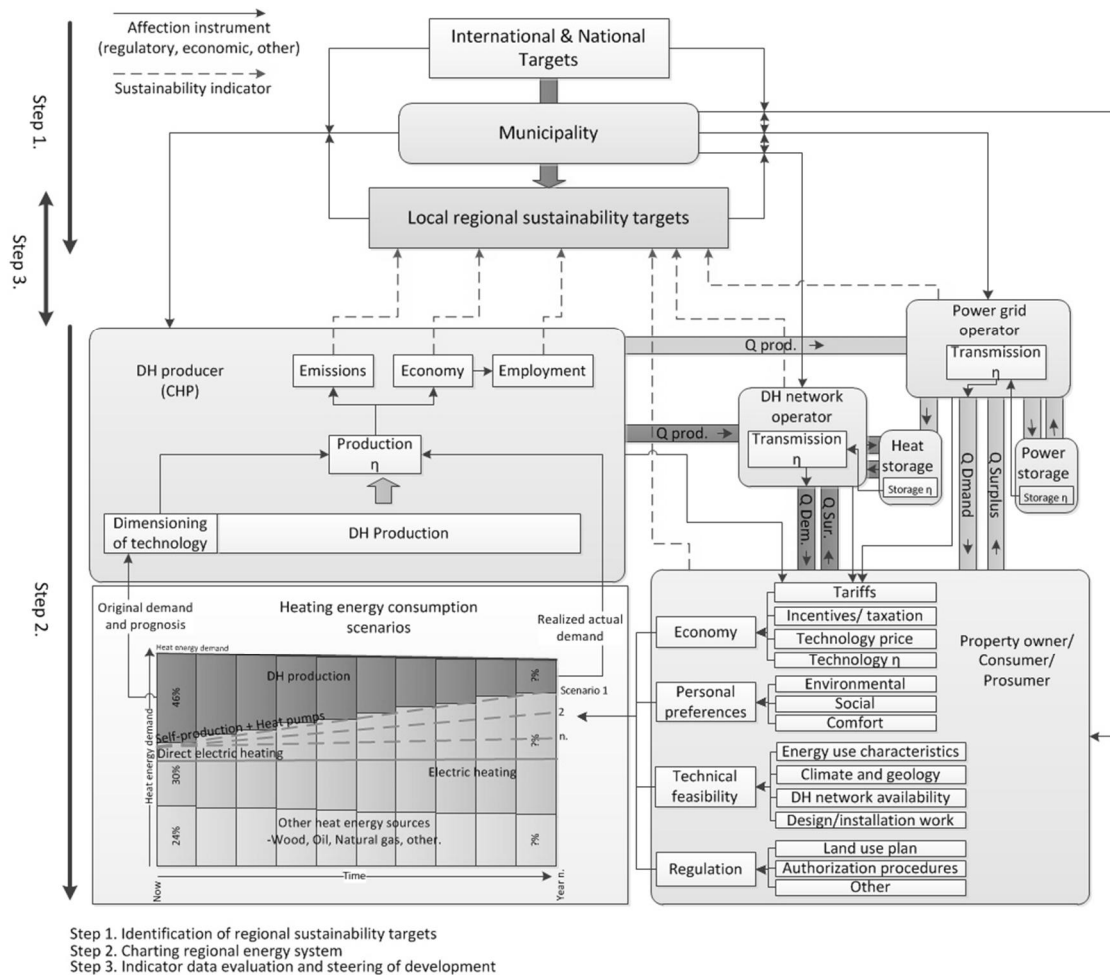 Affection instrument
(regulatory, economic, other)
Sustainability indicator
International & National
Targets
Municipality
Local regional sustainability targets
Step 1.
Step 3.
Step 2.
DH producer
(CHP)
Emissions
Economy
Employment
Production
η
Dimensioning
of technology
DH Production
Q prod.
Q prod.
Power grid
operator
Transmission
η
DH network
operator
Transmission
η
Heat
storage
Storage η
Power
storage
Storage η
Q Dem.
Q Sur.
Q Dmand
Q Surplus
Original demand
and prognosis
Heating energy consumption
scenarios
Realized actual
demand
Heat energy demand
Heat energy demand
DH production
46%
?%
Scenario 1
2
n.
Self-production + Heat pumps
?%
Direct electric heating
30%
Electric heating
Other heat energy sources
-Wood, Oil, Natural gas, other.
24%
?%
Now
Time
Year n.
Economy
Tariffs
Incentives/ taxation
Technology price
Technology η
Personal
preferences
Environmental
Social
Comfort
Technical
feasibility
Energy use characteristics
Climate and geology
DH network availability
Design/installation work
Regulation
Land use plan
Authorization procedures
Other
Property owner/
Consumer/
Prosumer
Step 1. Identification of regional sustainability targets
Step 2. Charting regional energy system
Step 3. Indicator data evaluation and steering of development